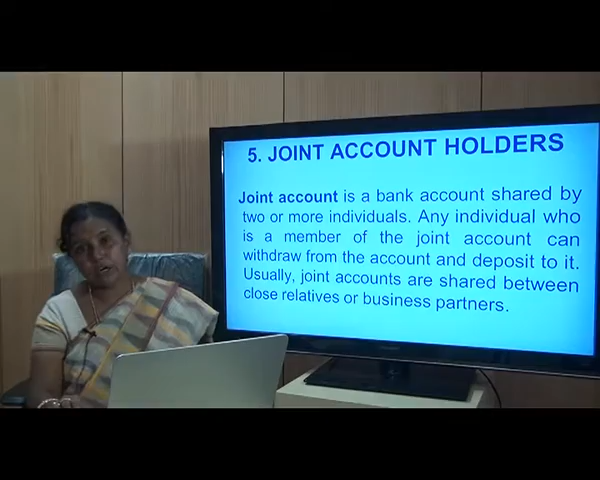 5. JOINT ACCOUNT HOLDERS
Joint account is a bank account shared by
two or more individuals. Any individual who
is a member of the joint account can
withdraw from the account and deposit to it.
Usually, joint accounts are shared between
close relatives or business partners.